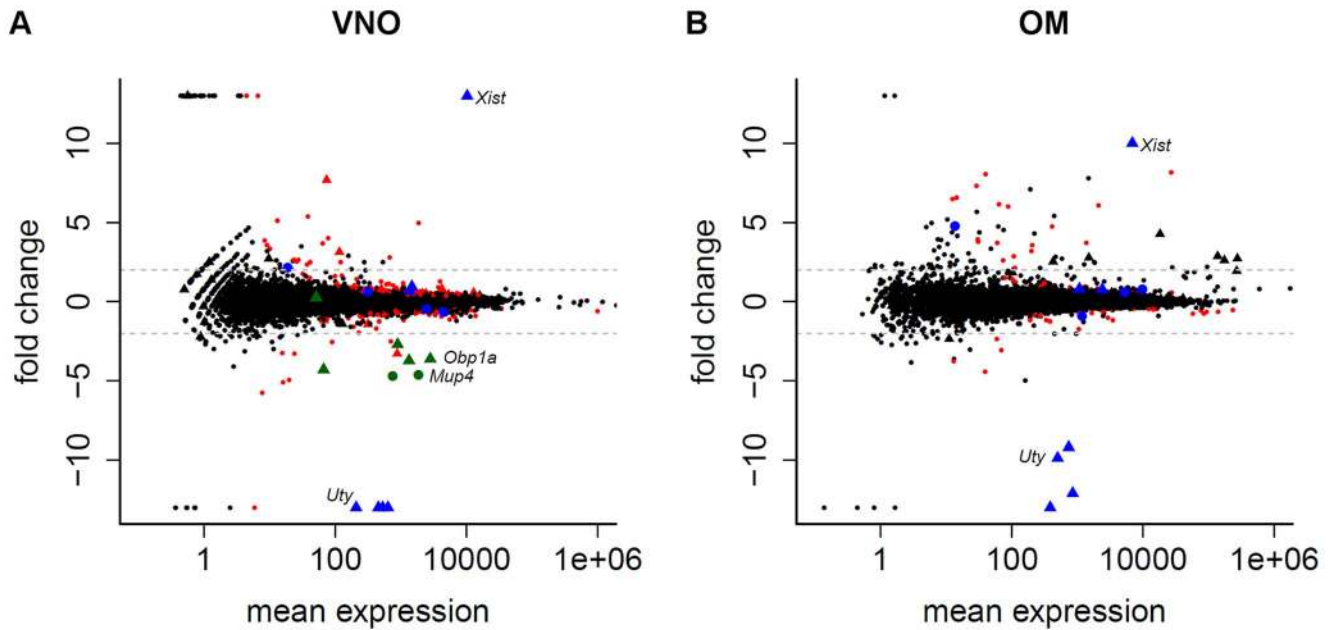 A
VNO
fold change
10
5
0
−5
−10
Xist
Obp1a
Mup4
Uty
1
100
10000
1e+06
mean expression
B
OM
fold change
10
5
0
−5
−10
Xist
Uty
1
100
10000
1e+06
mean expression